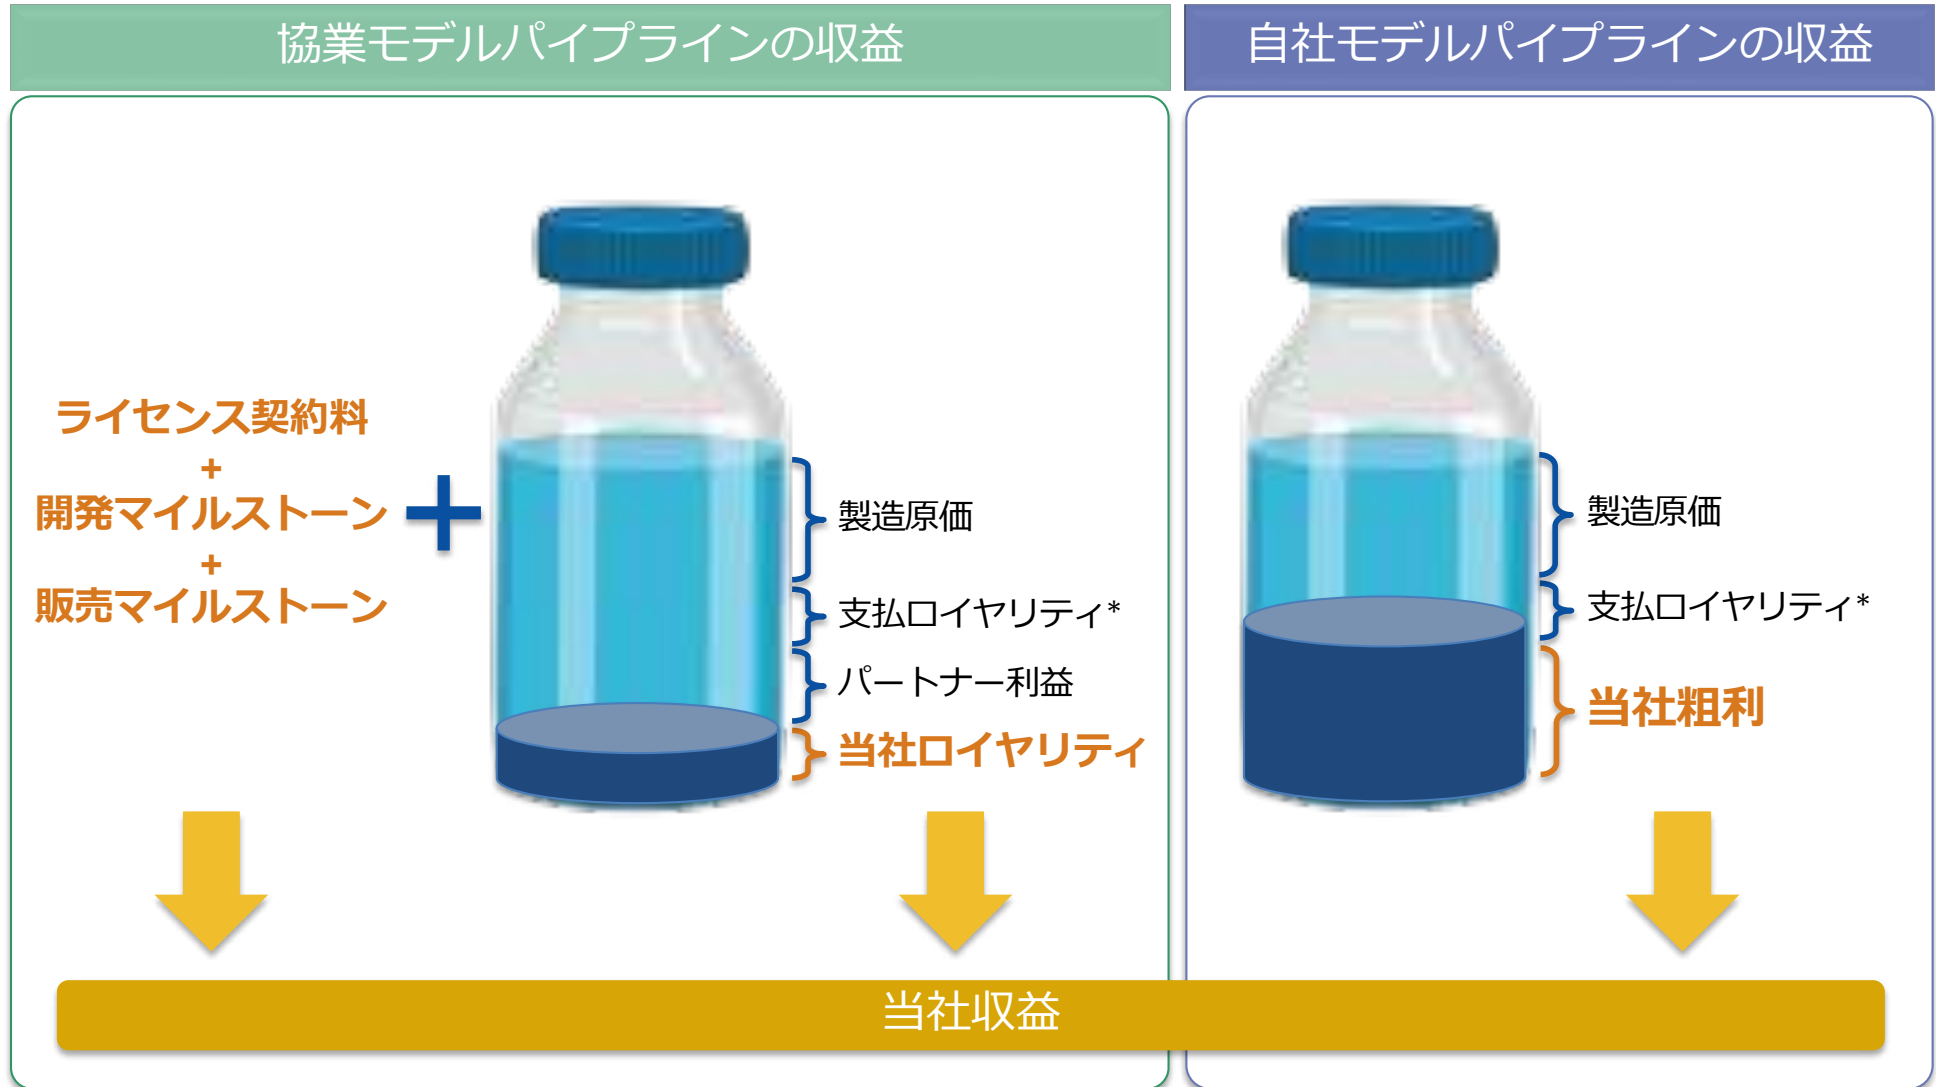 協業モデルパイプラインの収益
ライセンス契約料
+
開発マイルストーン
+
販売マイルストーン
+
製造原価
支払ロイヤリティ*
パートナー利益
当社ロイヤリティ
自社モデルパイプラインの収益
製造原価
支払ロイヤリティ*
当社粗利
当社収益